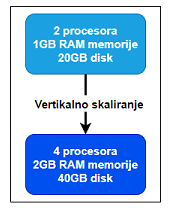 2 procesora
1GB RAM memorije
20GB disk
Vertikalno skaliranje
4 procesora
2GB RAM memorije
40GB disk